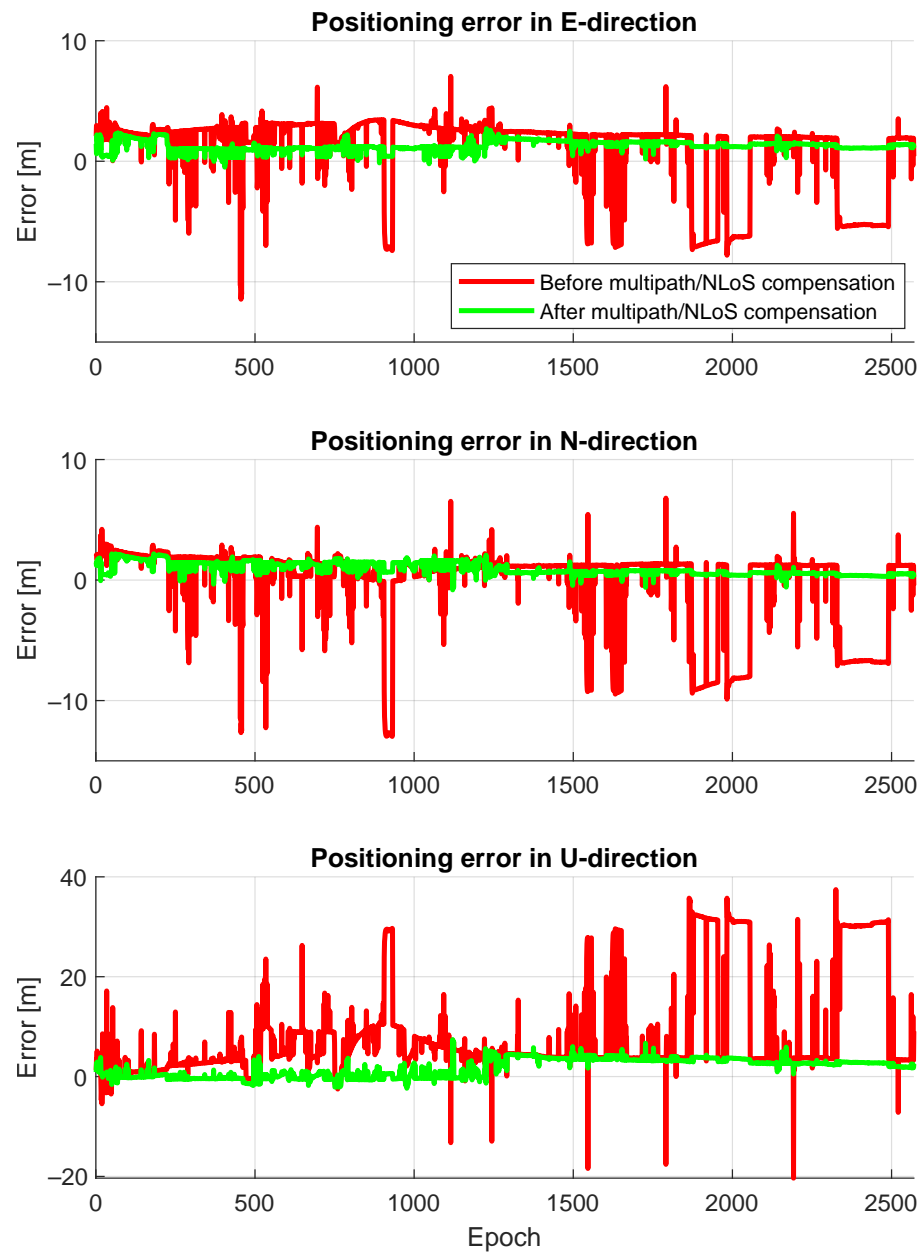 Positioning error in E-direction
10
0
−10
Error [m]
Before multipath/NLoS compensation
After multipath/NLoS compensation
0 500 1000 1500 2000 2500
Positioning error in N-direction
10
0
−10
Error [m]
0 500 1000 1500 2000 2500
Positioning error in U-direction
40
20
0
−20
Error [m]
0 500 1000 1500 2000 2500
Epoch